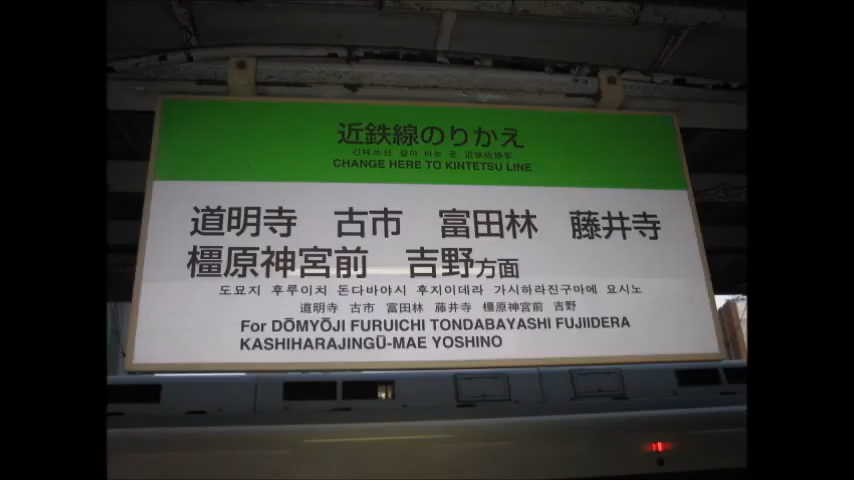 近鉄線のりかえ
긴테쓰선 갈아 타는 곳 近铁线换车
CHANGE HERE TO KINTETSU LINE
道明寺 古市 富田林 藤井寺
橿原神宮前 吉野方面
도묘지 후루이치 돈다바야시 후지이데라 가시하라진구마에 요시노
道明寺 古市 富田林 藤井寺 橿原神宮前 吉野
For DŌMYŌJI FURUICHI TONDABAYASHI FUJIIDERA
KASHIHARAJINGŪ-MAE YOSHINO